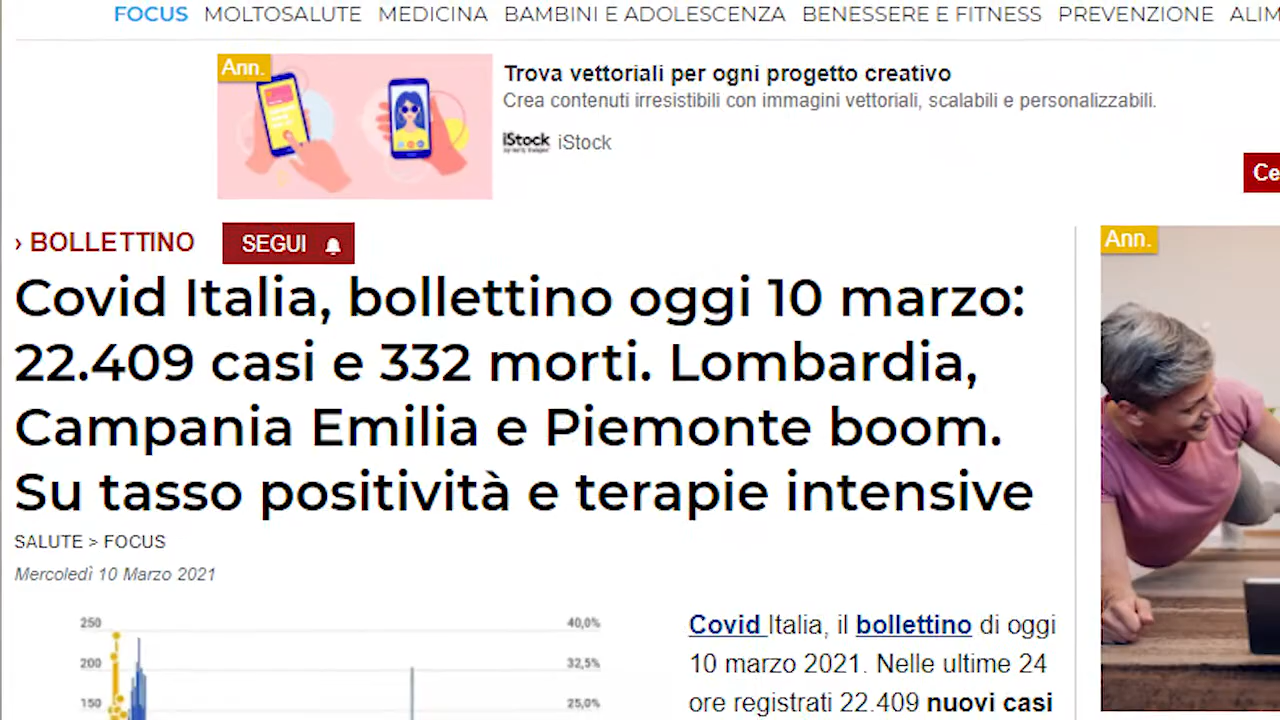 FOCUS MOLTOSALUTE MEDICINA BAMBINI E ADOLESCENZA BENESSERE E FITNESS PREVENZIONE ALIM
Ann.
Trova vettoriali per ogni progetto creativo
Crea contenuti irresistibili con immagini vettoriali, scalabili e personalizzabili.
iStock iStock
Ce
› BOLLETTINO SEGUI
Ann.
Covid Italia, bollettino oggi 10 marzo:
22.409 casi e 332 morti. Lombardia,
Campania Emilia e Piemonte boom.
Su tasso positività e terapie intensive
SALUTE > FOCUS
Mercoledì 10 Marzo 2021
250 40,0%
200 32,5%
150 25,0%
Covid Italia, il bollettino di oggi
10 marzo 2021. Nelle ultime 24
ore registrati 22.409 nuovi casi